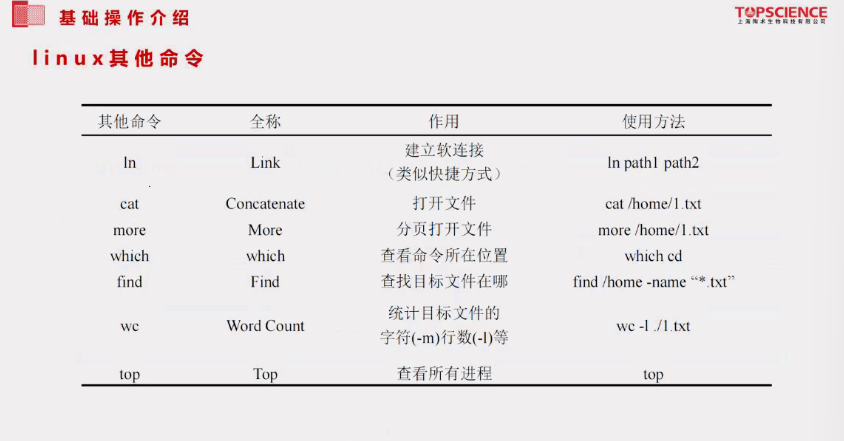 基础操作介绍
TOPSCIENCE
上海陶术生物科技有限公司
linux其他命令
其他命令 全称 作用 使用方法
ln Link 建立软连接
（类似快捷方式） ln path1 path2
cat Concatenate 打开文件 cat /home/1.txt
more More 分页打开文件 more /home/1.txt
which which 查看命令所在位置 which cd
find Find 查找目标文件在哪 find /home -name “*.txt”
wc Word Count 统计目标文件的
字符(-m)行数(-l)等 wc -l ./1.txt
top Top 查看所有进程 top